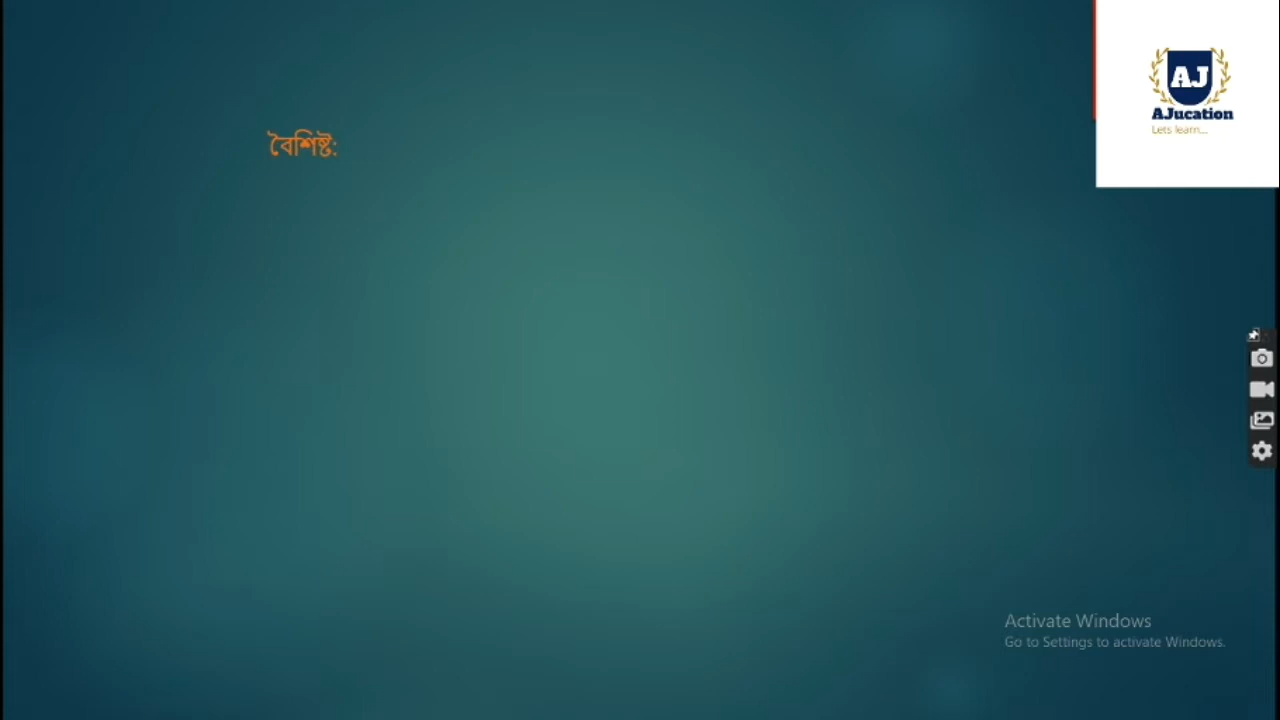 বৈশিষ্ট:
AJ
AJucation
Lets learn...
Activate Windows
Go to Settings to activate Windows.